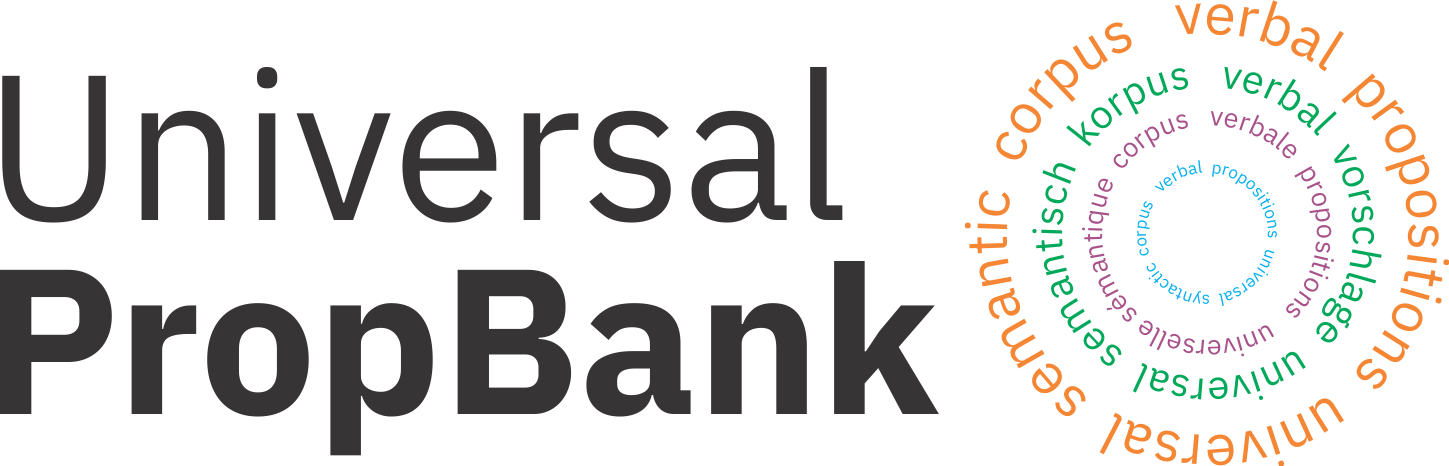 Universal
PropBank
verbal propositions universal semantic corpus
verbal vorschlage universal semantisch korpus
verbale propositions universelle sémantique corpus
verbal propositions universal syntactic corpus